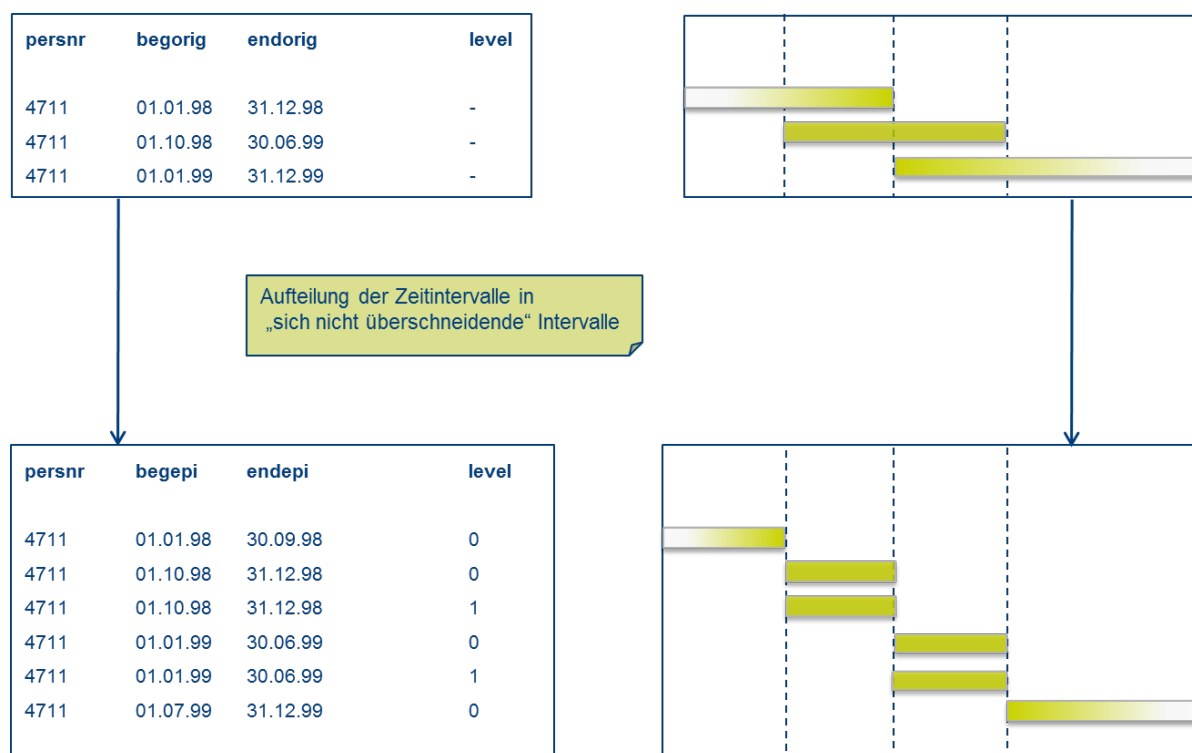 persnr begorig endorig level
4711 01.01.98 31.12.98 -
4711 01.10.98 30.06.99 -
4711 01.01.99 31.12.99 -
Aufteilung der Zeitintervalle in
„sich nicht überschneidende“ Intervalle
persnr begepi endepi level
4711 01.01.98 30.09.98 0
4711 01.10.98 31.12.98 0
4711 01.10.98 31.12.98 1
4711 01.01.99 30.06.99 0
4711 01.01.99 30.06.99 1
4711 01.07.99 31.12.99 0